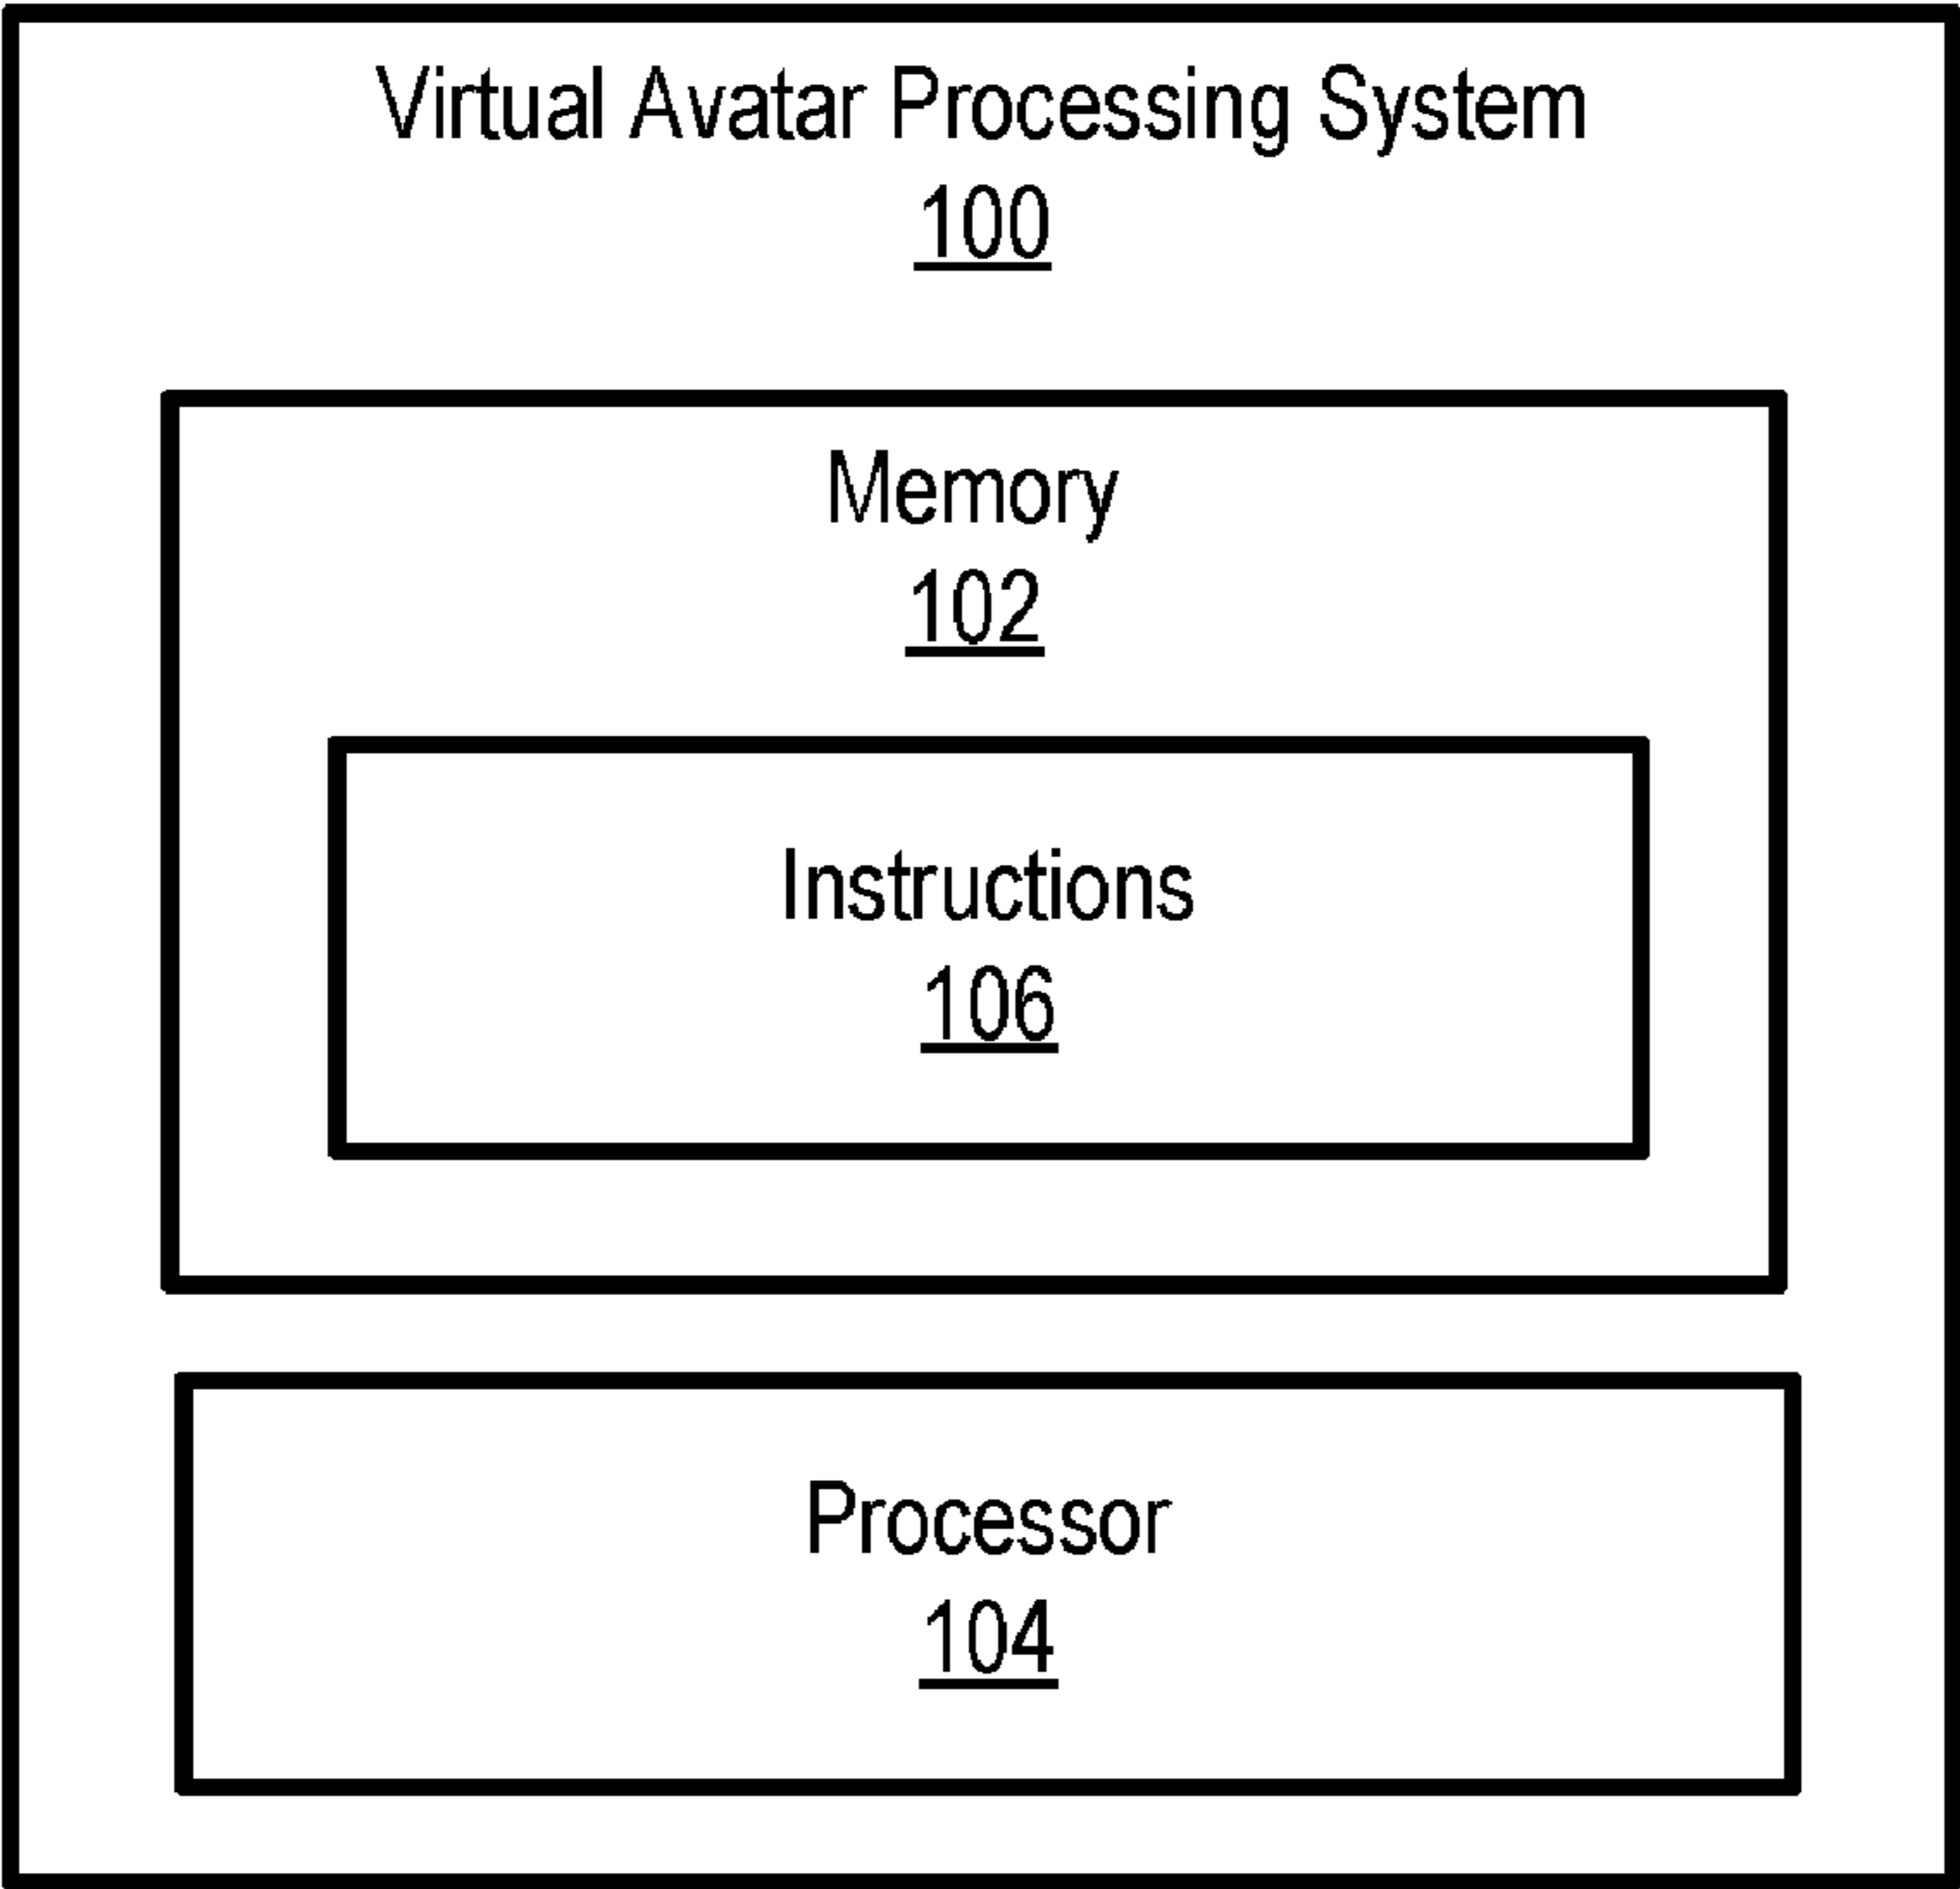 Virtual Avatar Processing System
100
Memory
102
Instructions
106
Processor
104